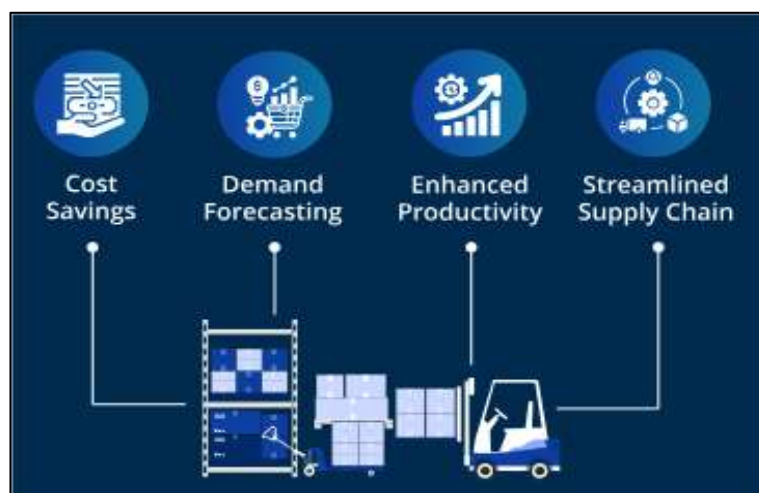 Cost
Savings
Demand
Forecasting
Enhanced
Productivity
Streamlined
Supply Chain